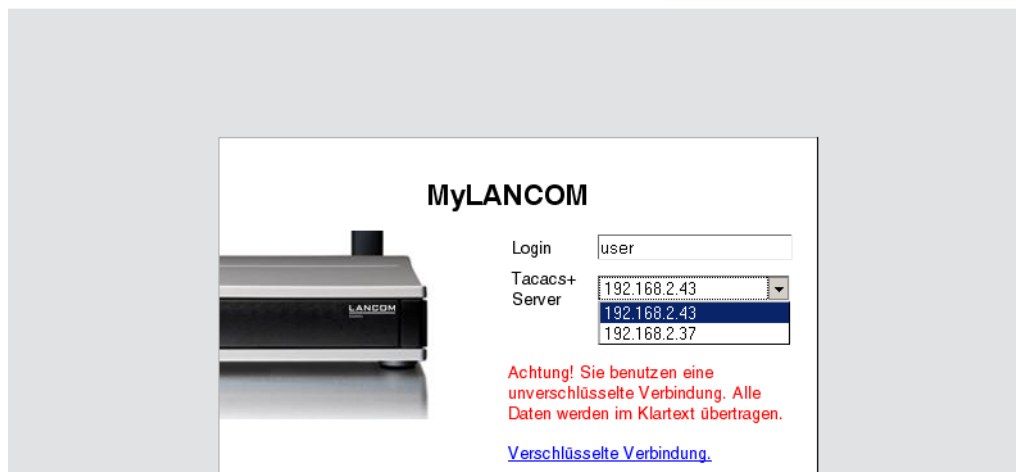 MyLANCOM
Login user
Tacacs+
Server
192.168.2.43
192.168.2.43
192.168.2.37
LANCOM
Achtung! Sie benutzen eine
unverschlüsselte Verbindung. Alle
Daten werden im Klartext übertragen.
Verschlüsselte Verbindung.